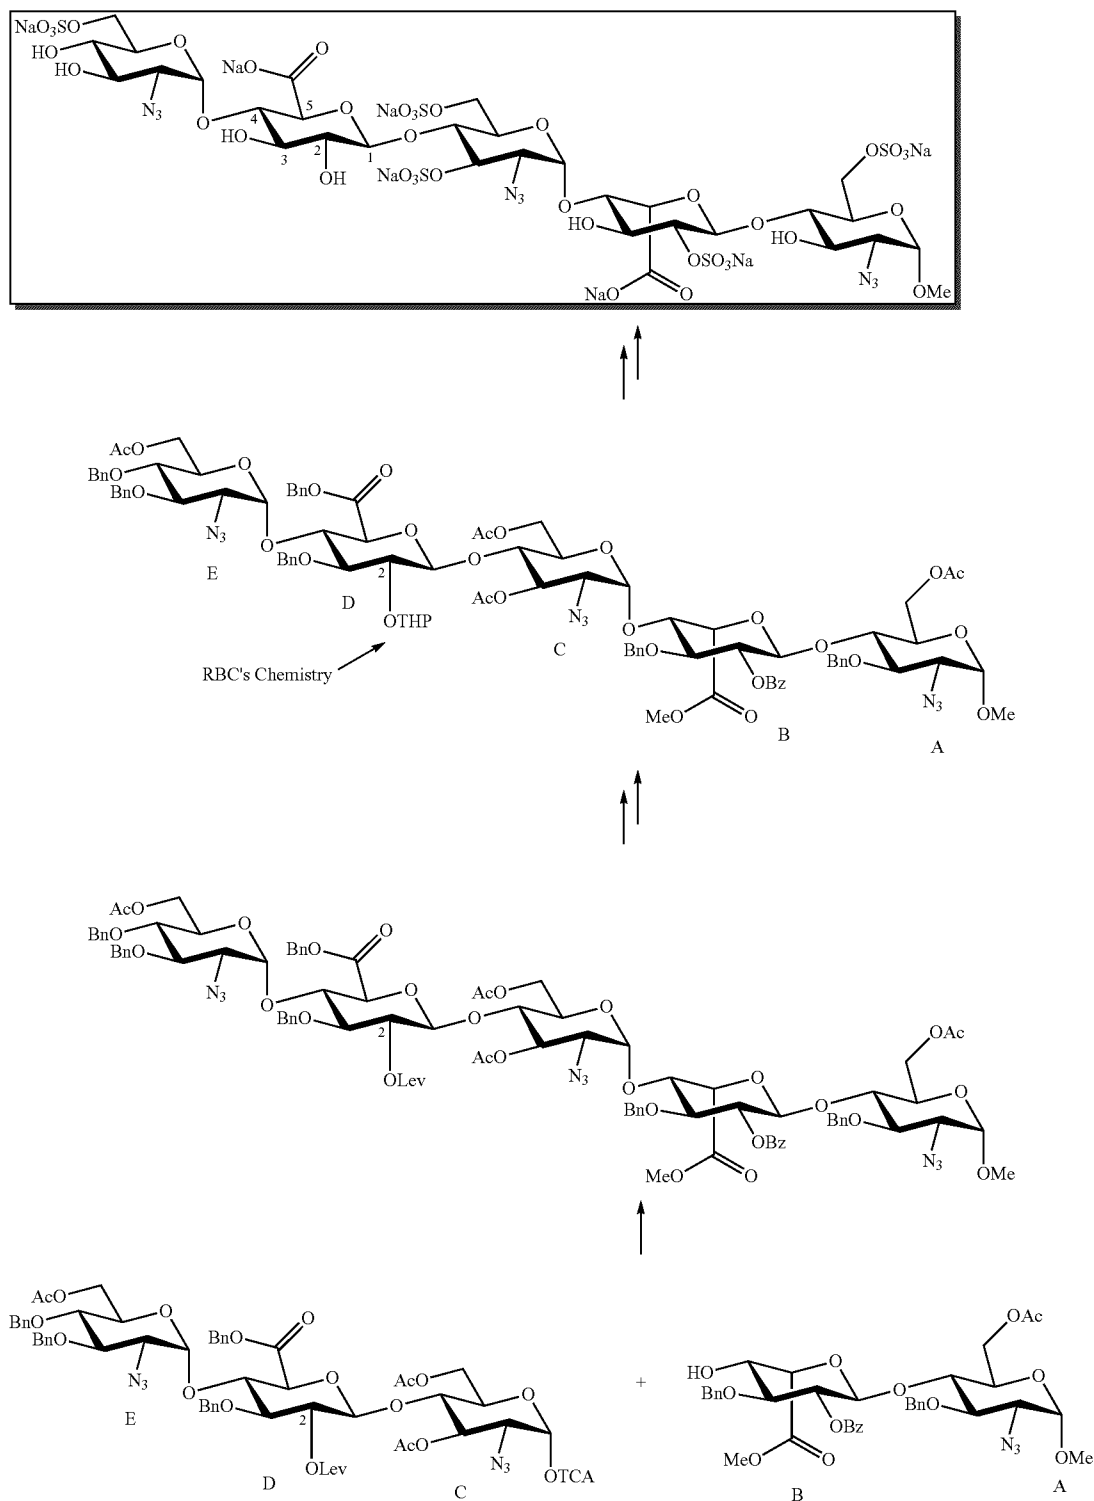 NaO₃SO
HO
HO
N₃
O
O
NaO
O
O
4
5
HO
3
2
OH
1
O
NaO₃SO
O
NaO₃SO
N₃
O
O
HO
OSO₃Na
NaO
O
O
OSO₃Na
O
HO
N₃
OMe
AcO
BnO
BnO
O
N₃
O
BnO
O
O
BnO
2
OTHP
O
AcO
O
AcO
N₃
O
O
BnO
OBz
MeO
O
O
OAc
O
BnO
N₃
OMe
E
D
C
B
A
RBC's Chemistry
AcO
BnO
BnO
O
N₃
O
BnO
O
O
BnO
2
OLev
O
AcO
O
AcO
N₃
O
O
BnO
OBz
MeO
O
O
OAc
O
BnO
N₃
OMe
AcO
BnO
BnO
O
N₃
O
BnO
O
O
BnO
2
OLev
O
AcO
O
AcO
N₃
OTCA
E
D
C
+
HO
O
BnO
OBz
MeO
O
O
OAc
O
BnO
N₃
OMe
B
A